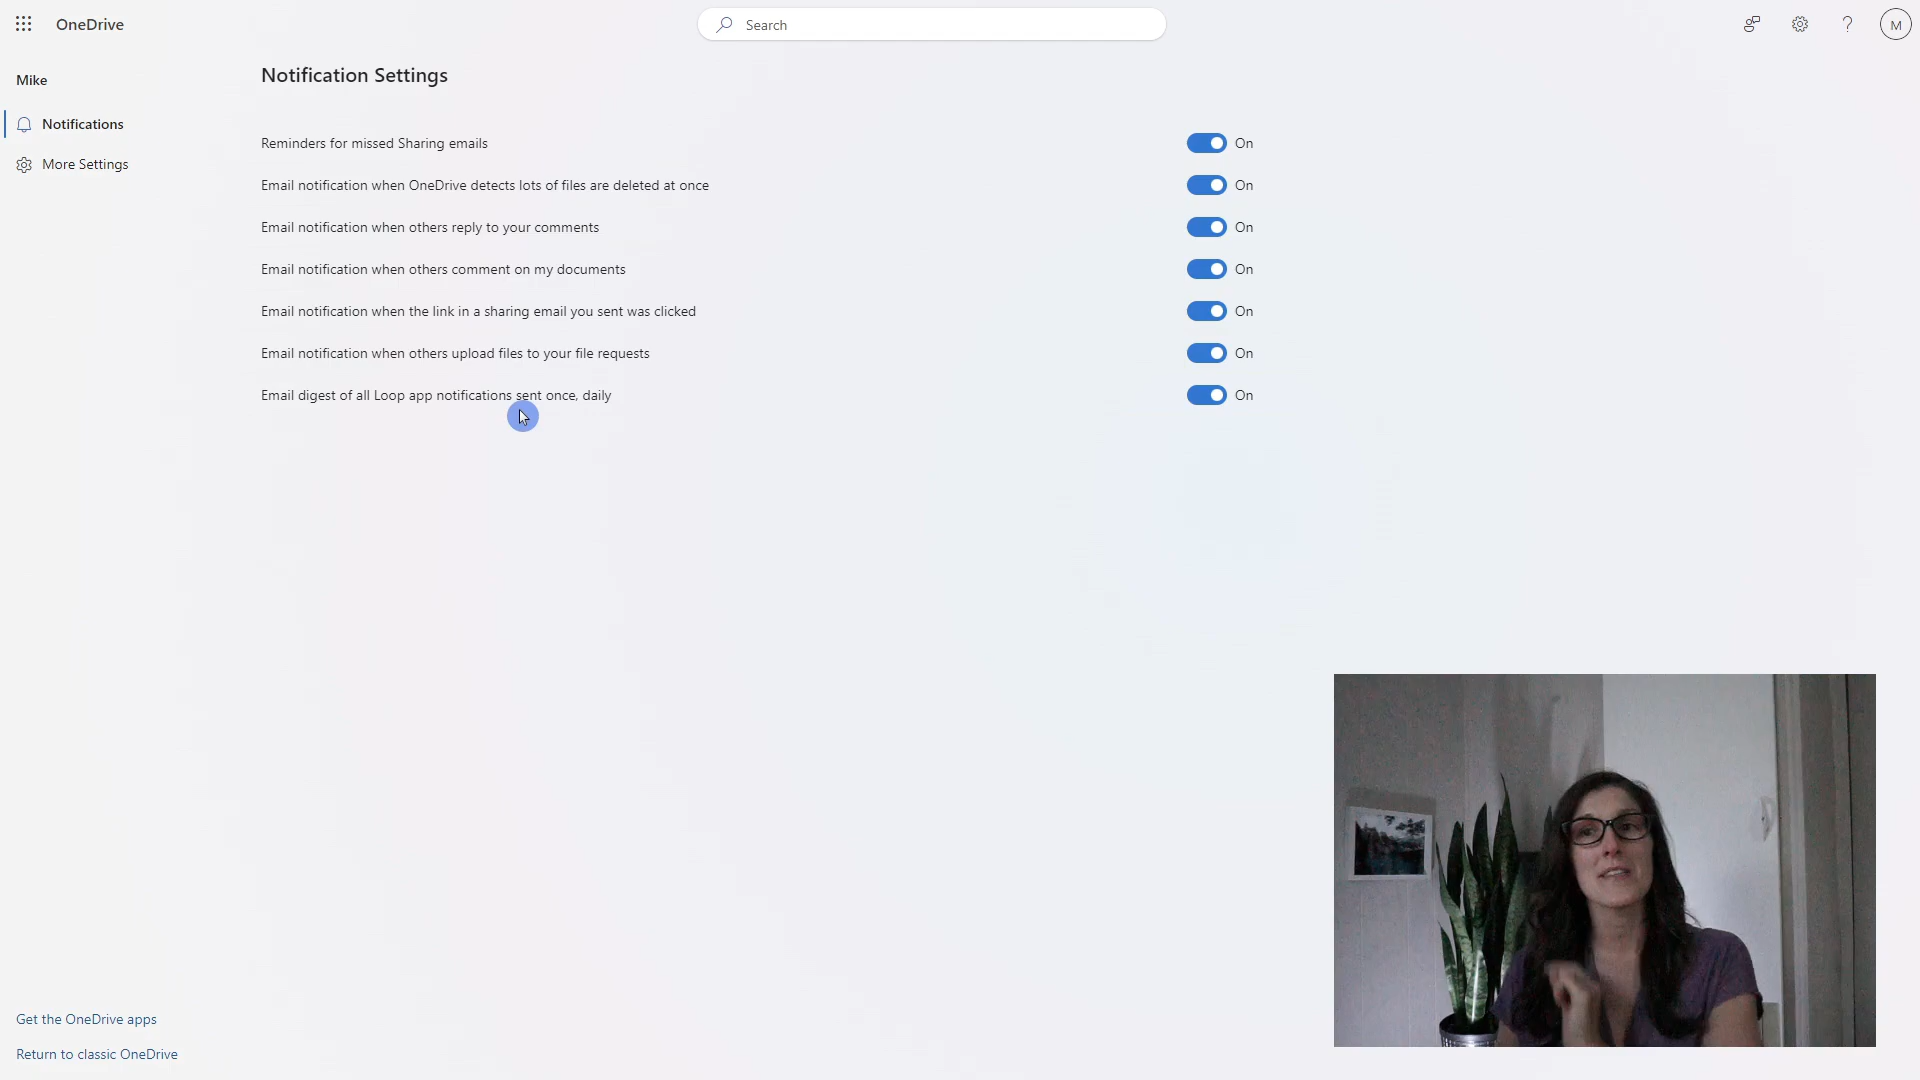 OneDrive
Search
M
Mike
Notification Settings
Notifications
More Settings
Reminders for missed Sharing emails On
Email notification when OneDrive detects lots of files are deleted at once On
Email notification when others reply to your comments On
Email notification when others comment on my documents On
Email notification when the link in a sharing email you sent was clicked On
Email notification when others upload files to your file requests On
Email digest of all Loop app notifications sent once, daily On
Get the OneDrive apps
Return to classic OneDrive